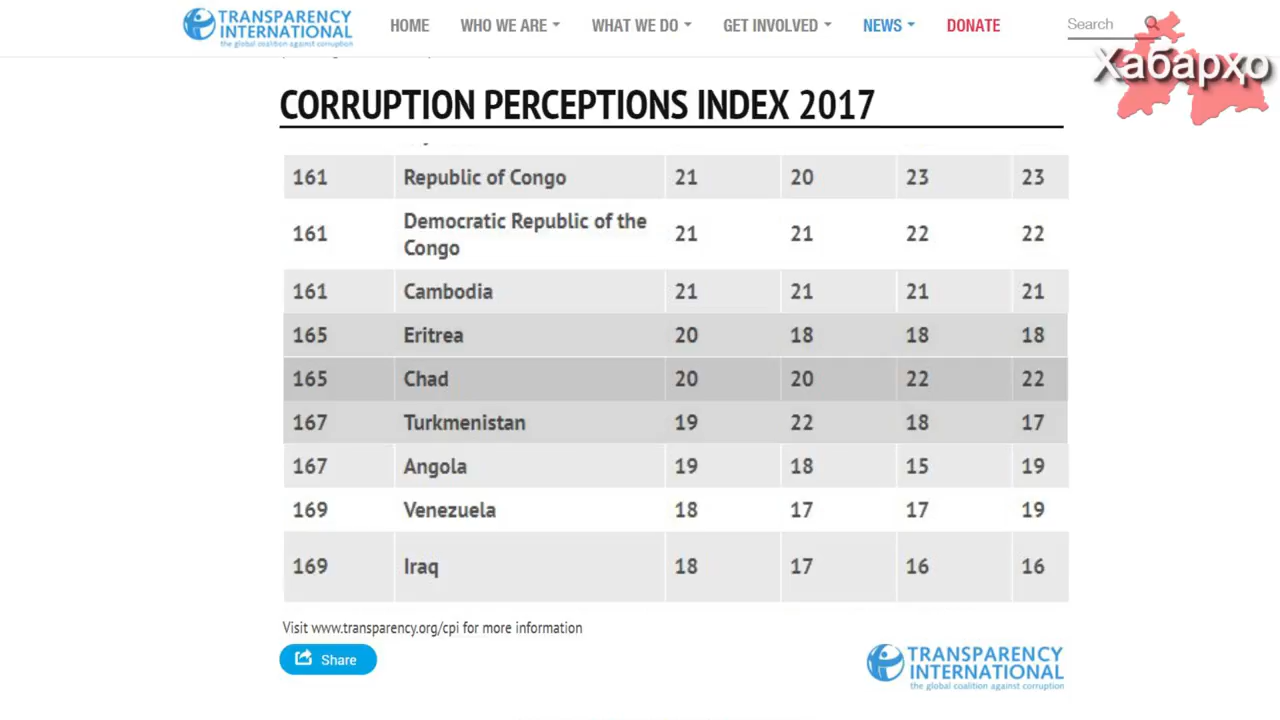 TRANSPARENCY
INTERNATIONAL
the global coalition against corruption
HOME WHO WE ARE WHAT WE DO GET INVOLVED NEWS DONATE Search
Хабарҳо
CORRUPTION PERCEPTIONS INDEX 2017
161 Republic of Congo 21 20 23 23
161 Democratic Republic of the
Congo 21 21 22 22
161 Cambodia 21 21 21 21
165 Eritrea 20 18 18 18
165 Chad 20 20 22 22
167 Turkmenistan 19 22 18 17
167 Angola 19 18 15 19
169 Venezuela 18 17 17 19
169 Iraq 18 17 16 16
Visit www.transparency.org/cpi for more information
Share
TRANSPARENCY
INTERNATIONAL
the global coalition against corruption